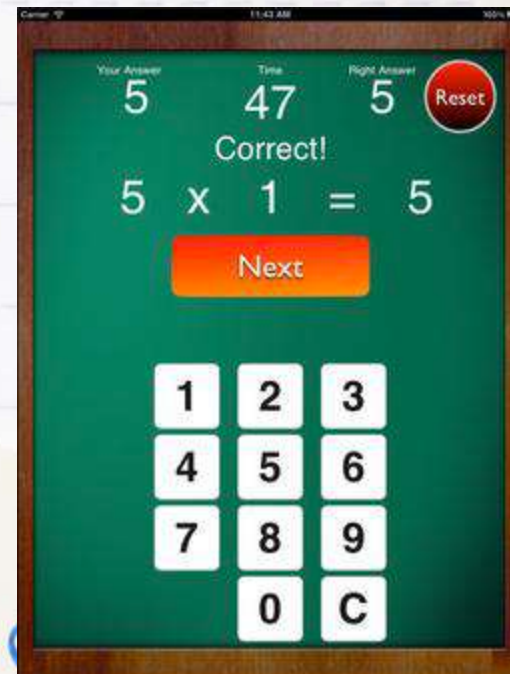 Carrier 11:43 AM 100%
Your Answer Time Right Answer
5 47 5 Reset
Correct!
5 x 1 = 5
Next
1 2 3
4 5 6
7 8 9
0 C